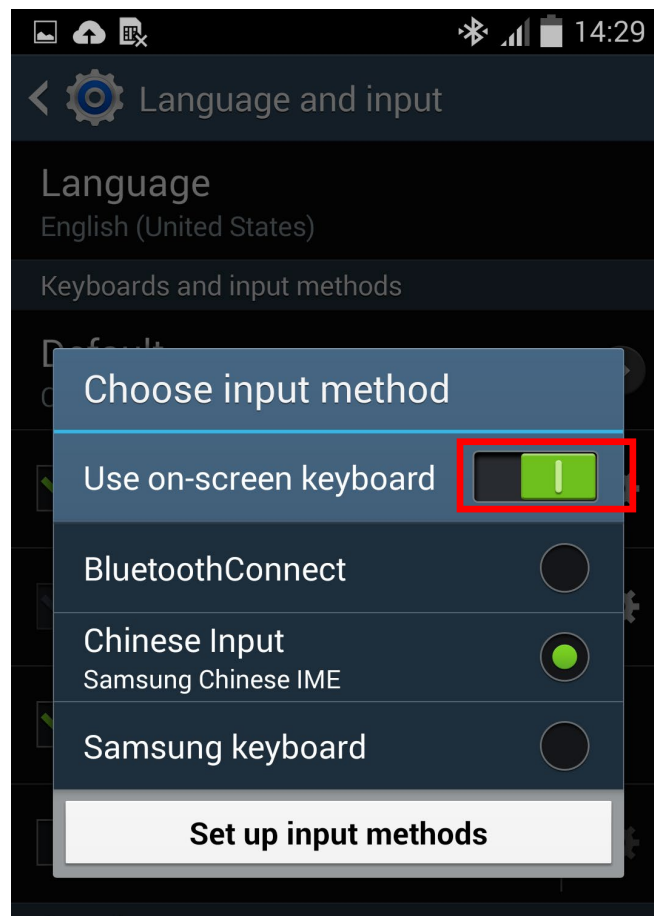 14:29
Language and input
Language
English (United States)
Keyboards and input methods
Default
Choose input method
Use on-screen keyboard
BluetoothConnect
Chinese Input
Samsung Chinese IME
Samsung keyboard
Set up input methods